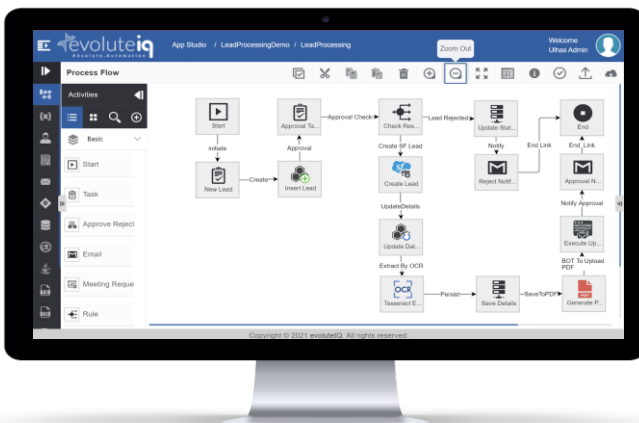 evoluteiq
Absolute Automation
App Studio / LeadProcessingDemo / LeadProcessing
Zoom Out
Welcome
Ulhas Admin
Process Flow
Activities
Basic
Start
Task
Approve Reject
Email
Meeting Reque
Rule
Start
initiate
New Lead
Create
Insert Lead
Approval
Approval Ta...
Approval Check
Check Res...
Lead Rejected
Update Stat...
Notify
Reject Notif...
End Link
End
End_Link
Approval N...
Notify Approval
Execute Up...
BOT To Upload
PDF
Create SF Lead
Create Lead
UpdateDetails
Update Dat...
Extract By OCR
OCR
Tesseract E...
Persist
Save Details
SaveToPDF
PDF
Generate P...
Copyright © 2021 evoluteIQ. All rights reserved.